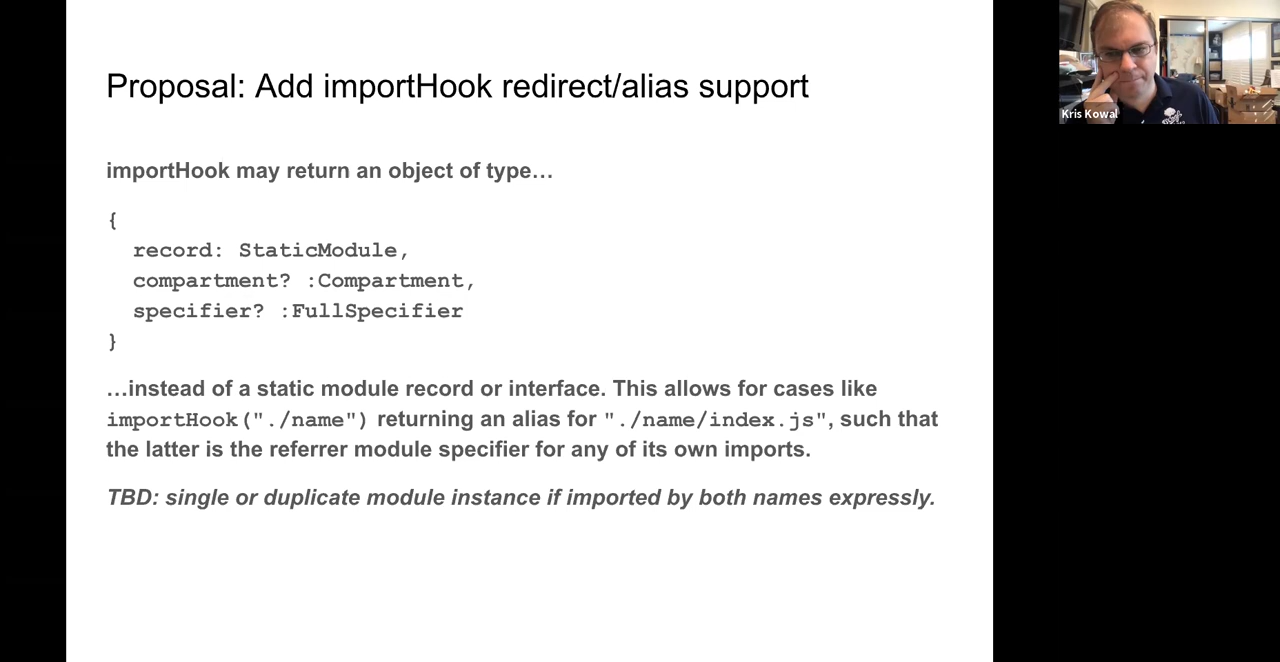 Proposal: Add importHook redirect/alias support
importHook may return an object of type…
{
record: StaticModule,
compartment? :Compartment,
specifier? :FullSpecifier
}
…instead of a static module record or interface. This allows for cases like
importHook("./name") returning an alias for "./name/index.js", such that
the latter is the referrer module specifier for any of its own imports.
TBD: single or duplicate module instance if imported by both names expressly.
Kris Kowal